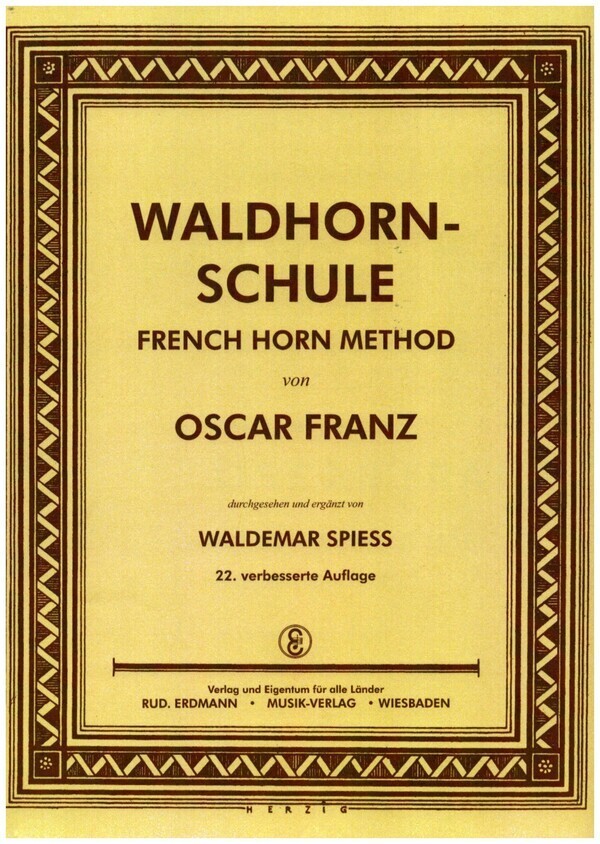 WALDHORN-
SCHULE
FRENCH HORN METHOD
von
OSCAR FRANZ
durchgesehen und ergänzt von
WALDEMAR SPIESS
22. verbesserte Auflage
Verlag und Eigentum für alle Länder
RUD. ERDMANN • MUSIK-VERLAG • WIESBADEN
HERZIG